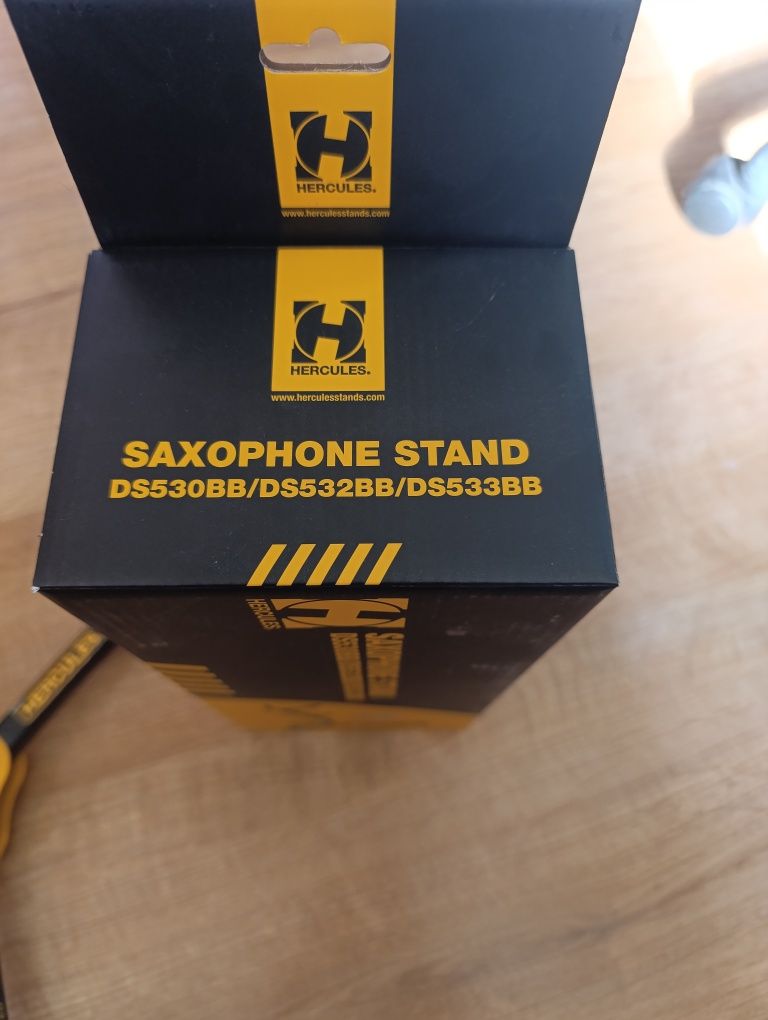 HERCULES®
www.herculesstands.com
HERCULES®
www.herculesstands.com
SAXOPHONE STAND
DS530BB/DS532BB/DS533BB
HERCULES
HERCULES